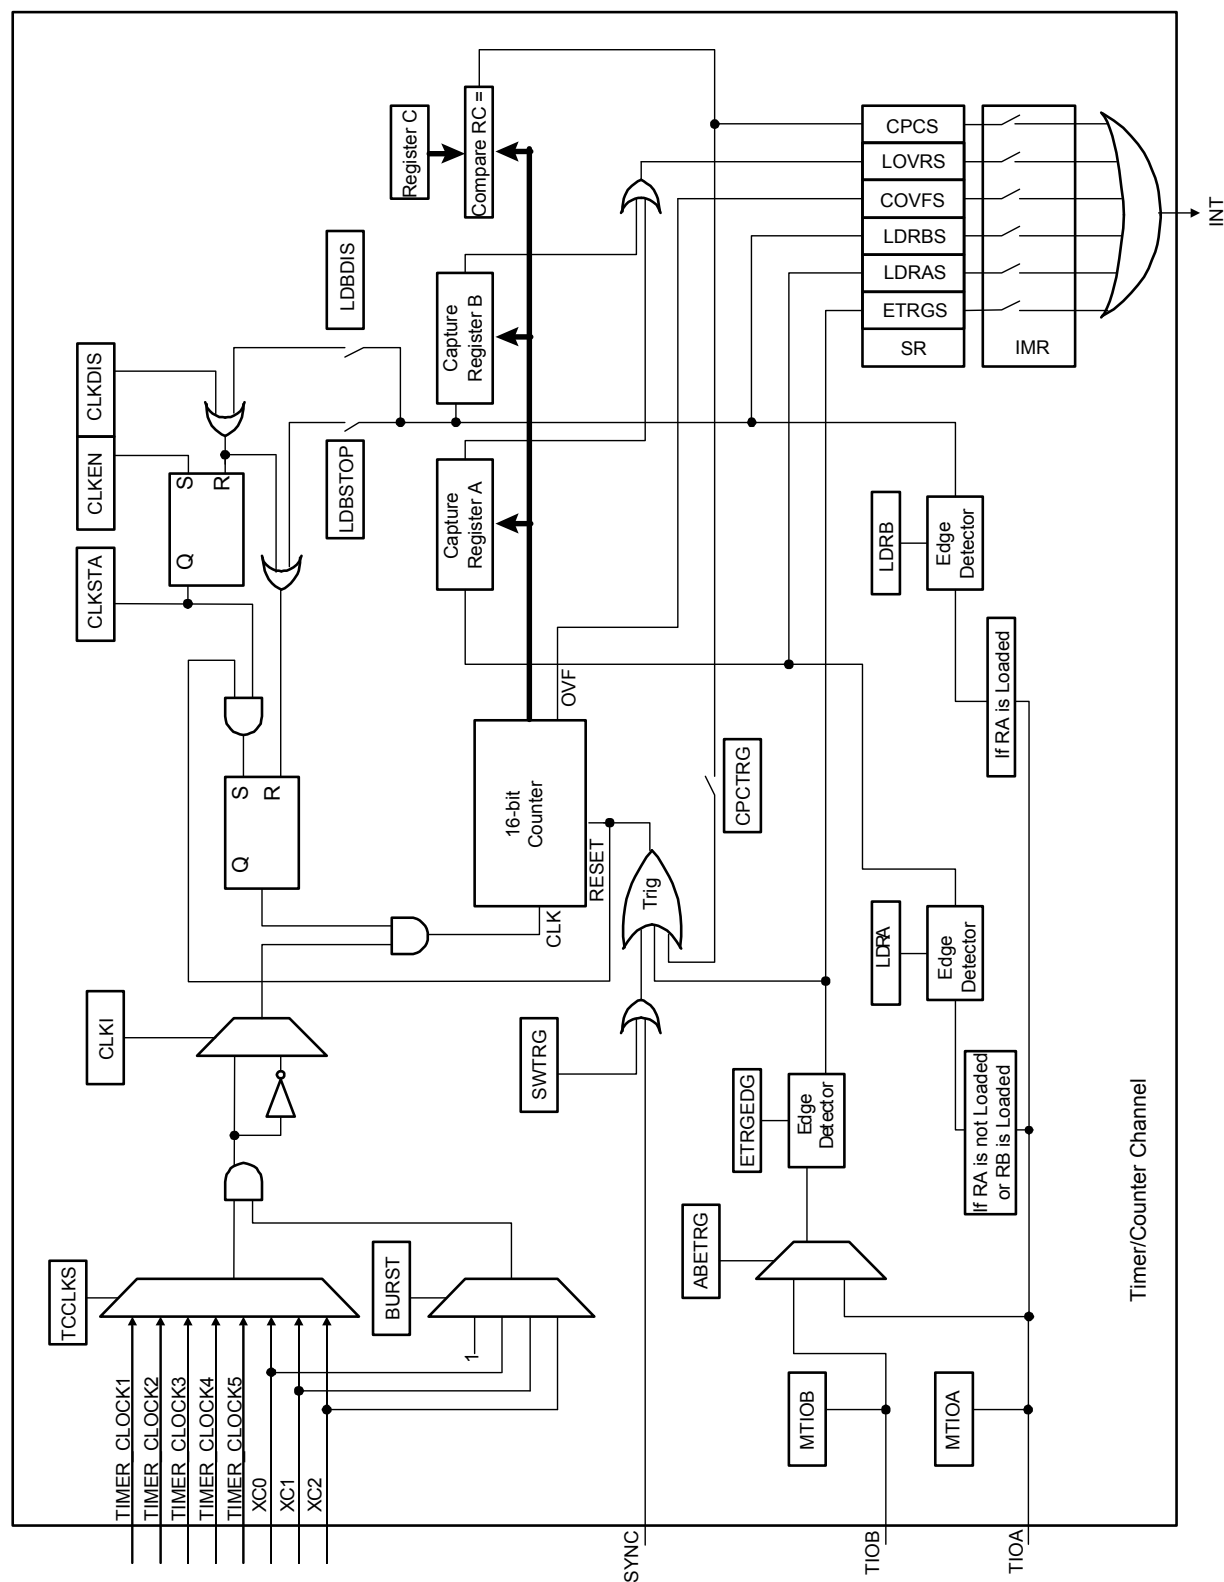 Timer/Counter Channel
TCCLKS
TIMER_CLOCK1
TIMER_CLOCK2
TIMER_CLOCK3
TIMER_CLOCK4
TIMER_CLOCK5
XC0
XC1
XC2
CLKI
CLKSTA
CLKEN
CLKDIS
Q
S
R
Q
S
R
LDBSTOP
LDBDIS
BURST
1
Register C
Capture
Register A
Capture
Register B
Compare RC =
16-bit
Counter
CLK
OVF
RESET
SWTRG
Trig
CPCTRG
SYNC
ABETRG
ETRGEDG
Edge
Detector
MTIOB
TIOB
MTIOA
TIOA
If RA is not Loaded
or RB is Loaded
LDRA
Edge
Detector
If RA is Loaded
LDRB
Edge
Detector
CPCS
LOVRS
COVFS
LDRBS
LDRAS
ETRGS
SR
IMR
INT